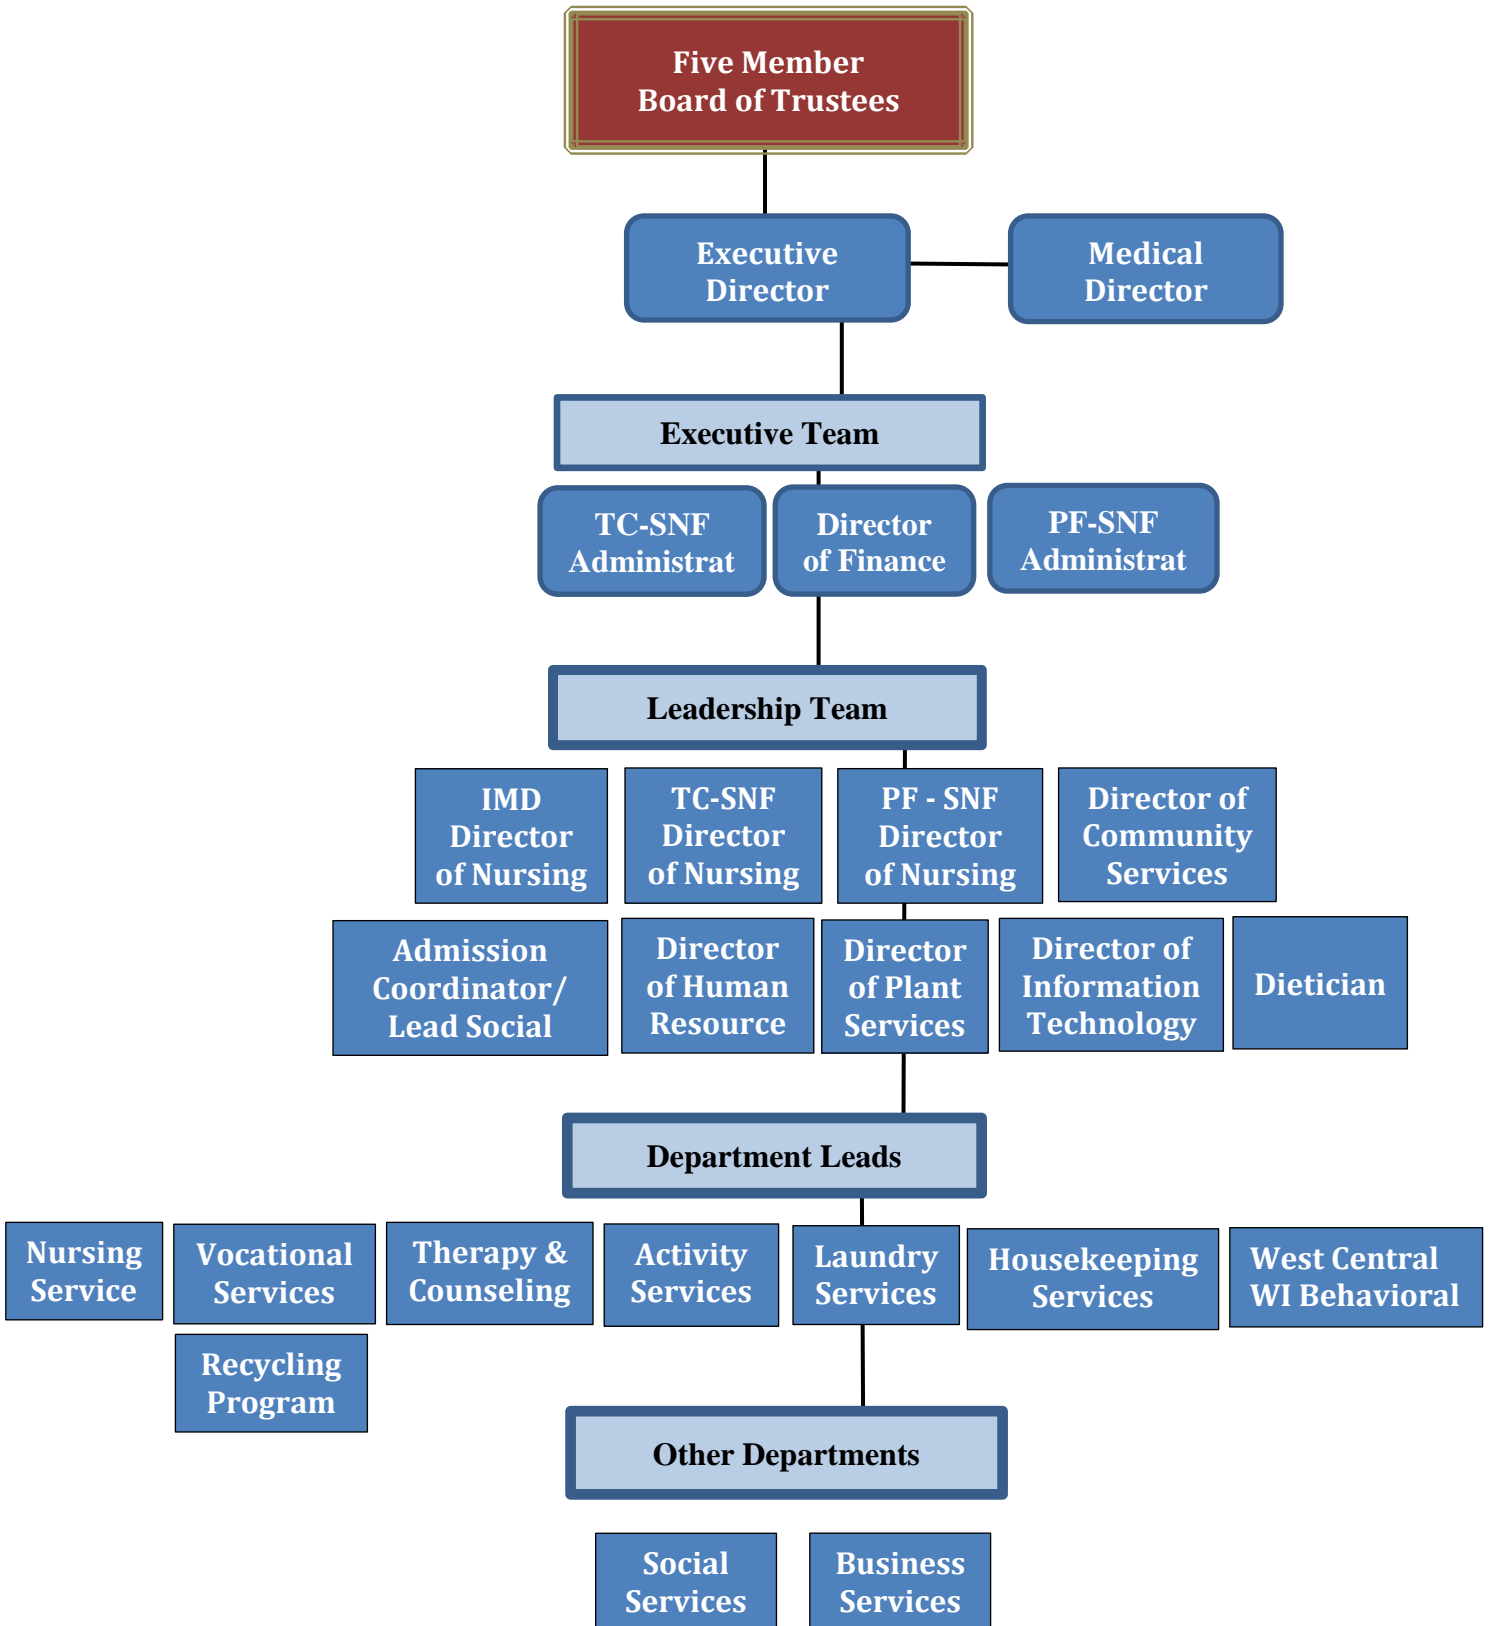 Five Member
Board of Trustees
Executive
Director
Medical
Director
Executive Team
TC-SNF
Administrat
Director
of Finance
PF-SNF
Administrat
Leadership Team
IMD
Director
of Nursing
TC-SNF
Director
of Nursing
PF - SNF
Director
of Nursing
Director of
Community
Services
Admission
Coordinator/
Lead Social
Director
of Human
Resource
Director
of Plant
Services
Director of
Information
Technology
Dietician
Department Leads
Nursing
Service
Vocational
Services
Therapy &
Counseling
Activity
Services
Laundry
Services
Housekeeping
Services
West Central
WI Behavioral
Recycling
Program
Other Departments
Social
Services
Business
Services